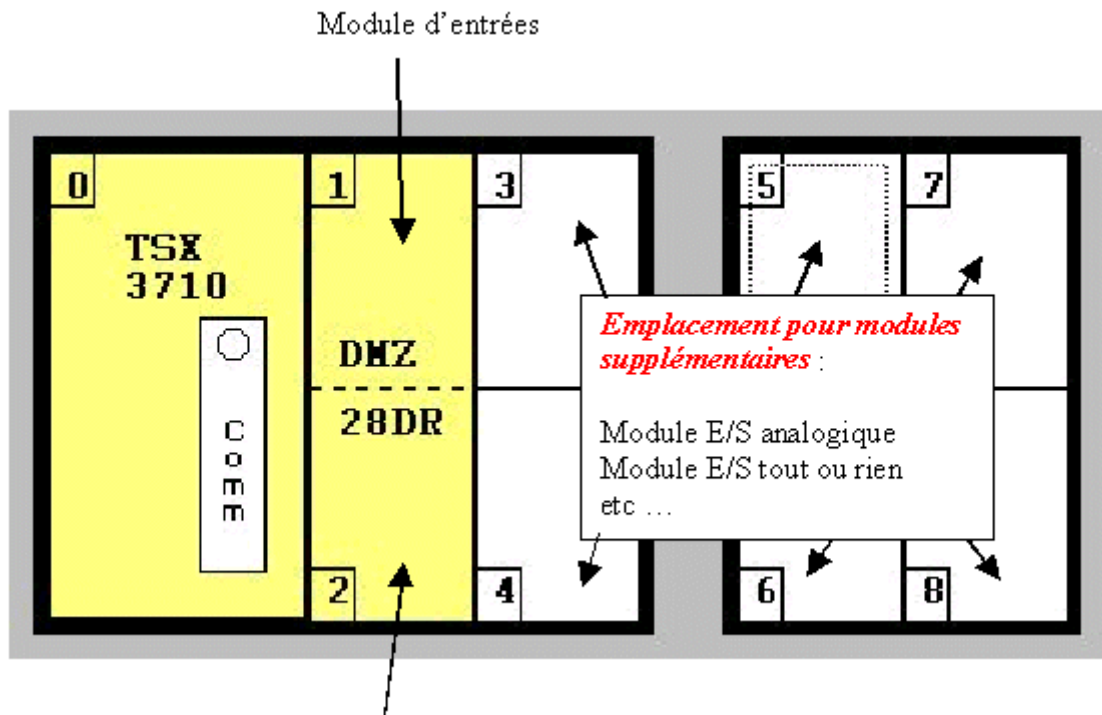 Module d'entrées
0
1
3
5
7
TSX
3710
DMZ
28DR
Comm
Emplacement pour modules
supplémentaires :
Module E/S analogique
Module E/S tout ou rien
etc ...
2
4
6
8